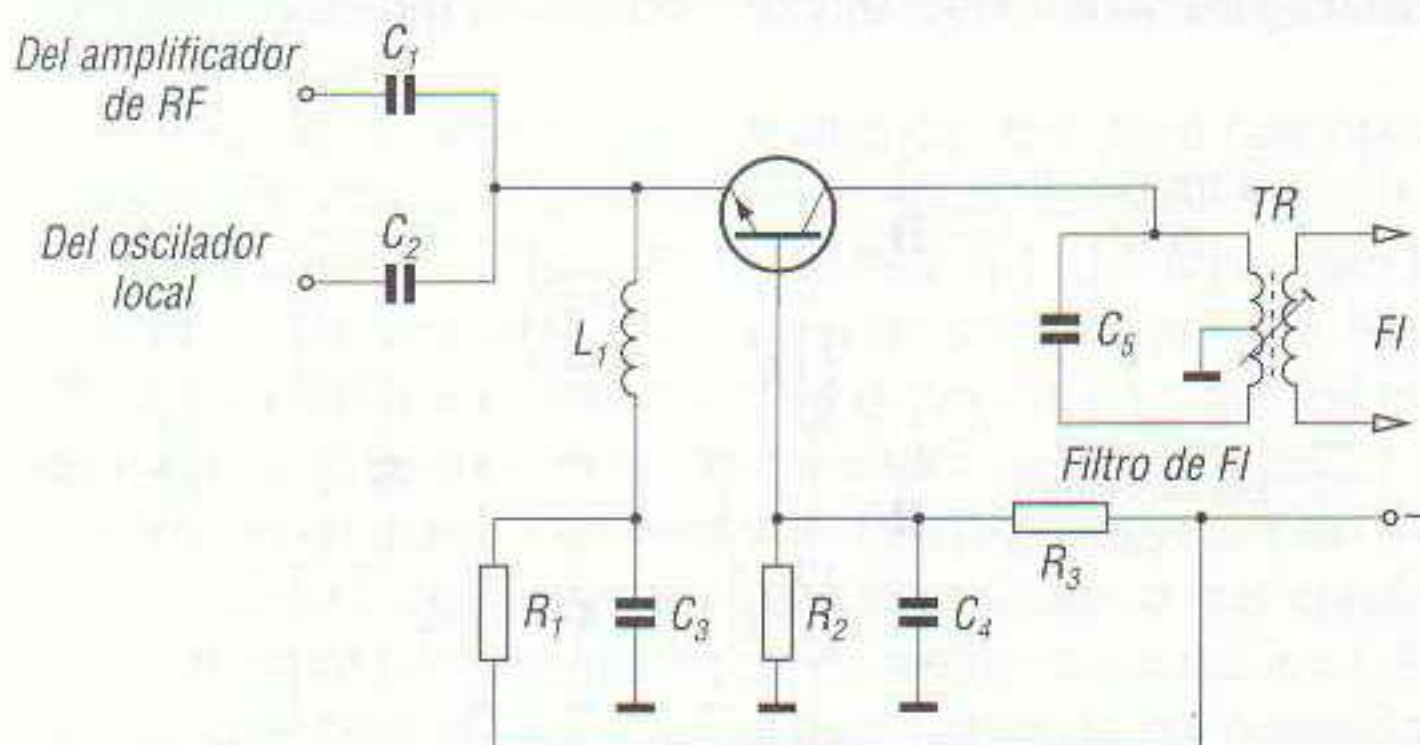 Del amplificador
de RF
C₁
Del oscilador
local
C₂
L₁
TR
C₅
FI
Filtro de FI
R₃
R₁
C₃
R₂
C₄
−